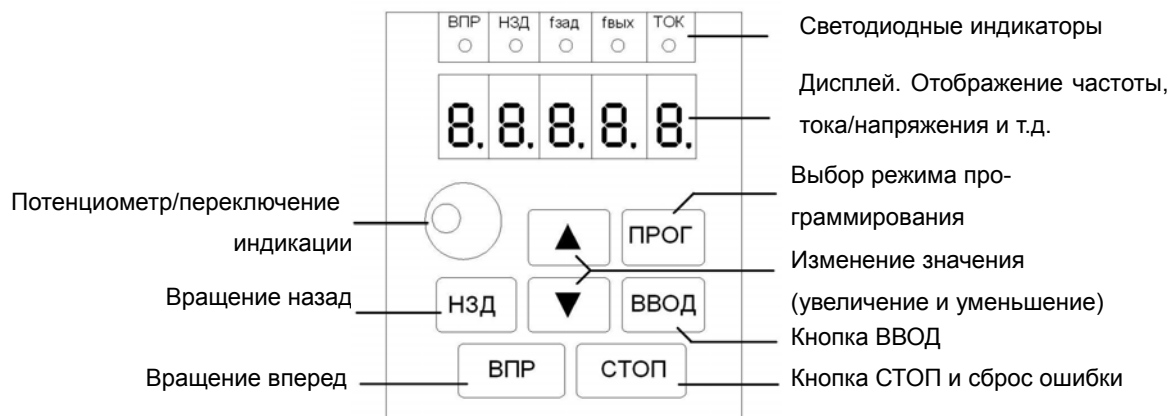 ВПР НЗД fзад fвых ТОК
Светодиодные индикаторы
8.8.8.8.8.
Дисплей. Отображение частоты,
тока/напряжения и т.д.
Выбор режима про-
граммирования
Потенциометр/переключение
индикации
▲ ПРОГ
Изменение значения
(увеличение и уменьшение)
Вращение назад
НЗД ▼ ВВОД
Кнопка ВВОД
Вращение вперед
ВПР СТОП
Кнопка СТОП и сброс ошибки